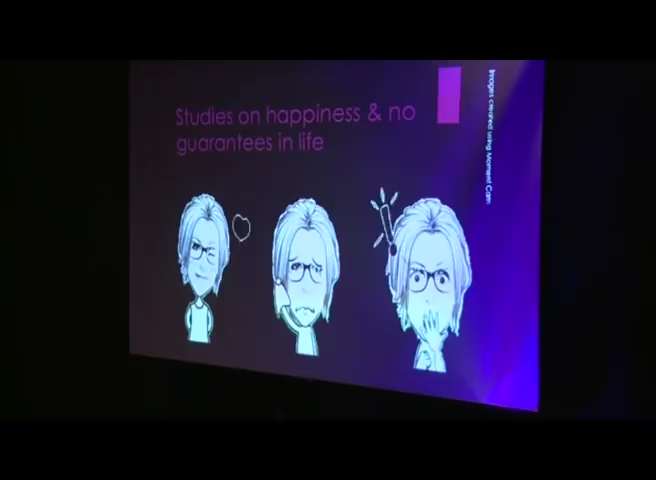 Studies on happiness & no
guarantees in life
Images created using Moment Cam